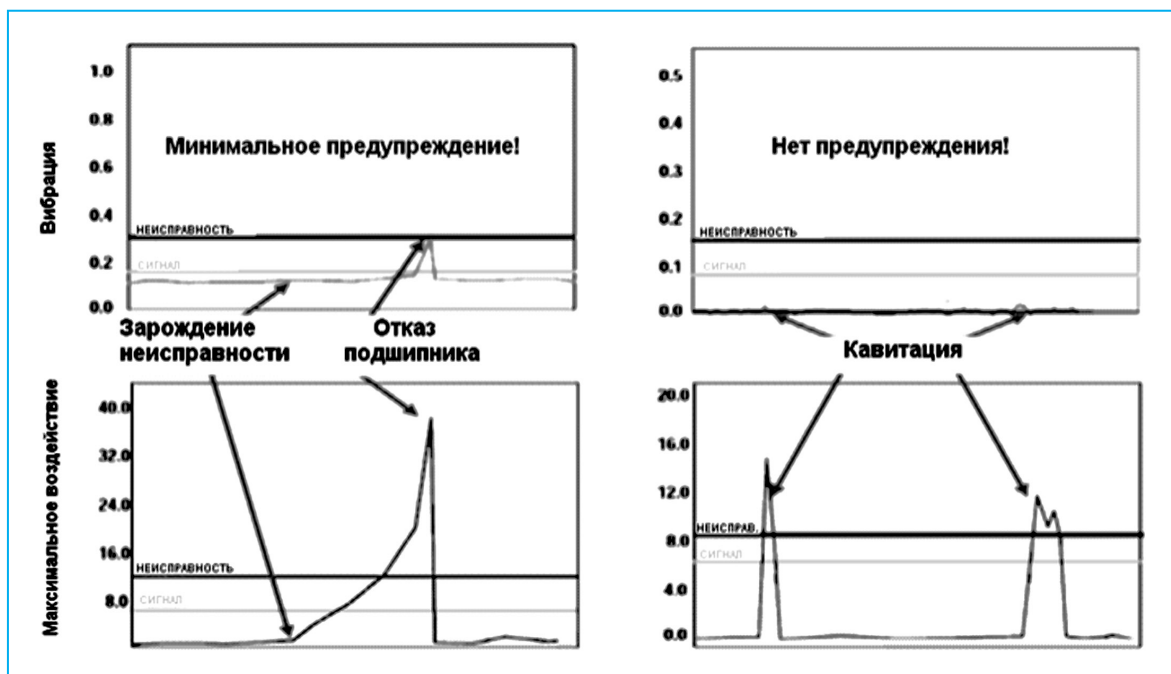 Вибрация
1.0
0.8
0.6
0.4
0.2
0.0
Минимальное предупреждение!
НЕИСПРАВНОСТЬ
СИГНАЛ
0.5
0.4
0.3
0.2
0.1
0.0
Нет предупреждения!
НЕИСПРАВНОСТЬ
СИГНАЛ
Зарождение
неисправности
Отказ
подшипника
Кавитация
Максимальное воздействие
40.0
32.0
24.0
16.0
8.0
НЕИСПРАВНОСТЬ
СИГНАЛ
20.0
16.0
12.0
8.0
4.0
0.0
НЕИСПРАВ.
СИГНАЛ